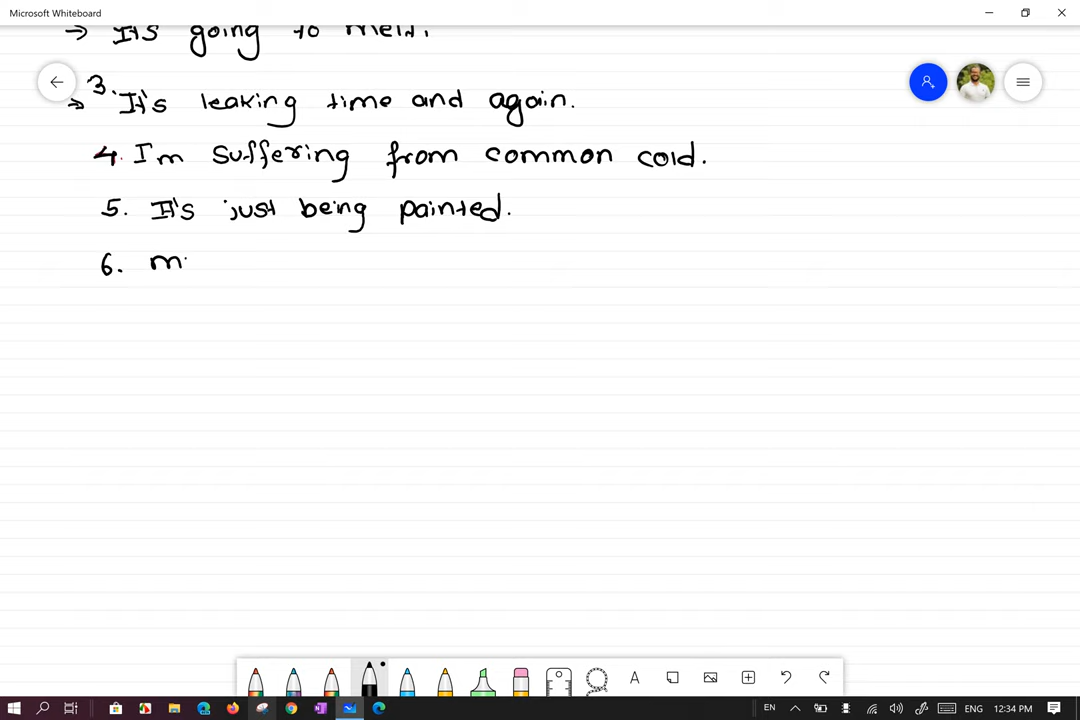 Microsoft Whiteboard
→ It's going to melt.
3.
→ It's leaking time and again.
4. I'm suffering from common cold.
5. It's just being painted.
6. m
A
EN
ENG 12:34 PM